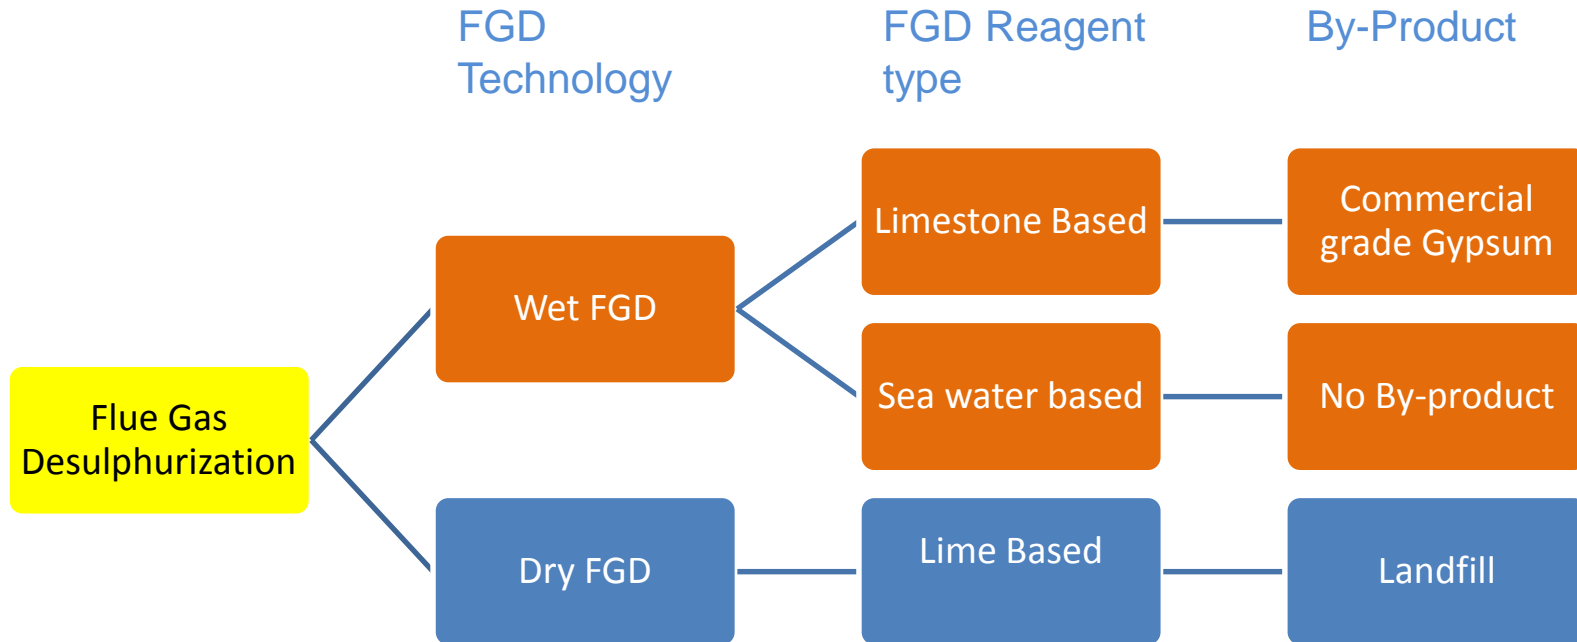 FGD
Technology
FGD Reagent
type
By-Product
Limestone Based
Commercial
grade Gypsum
Wet FGD
Sea water based
No By-product
Flue Gas
Desulphurization
Dry FGD
Lime Based
Landfill